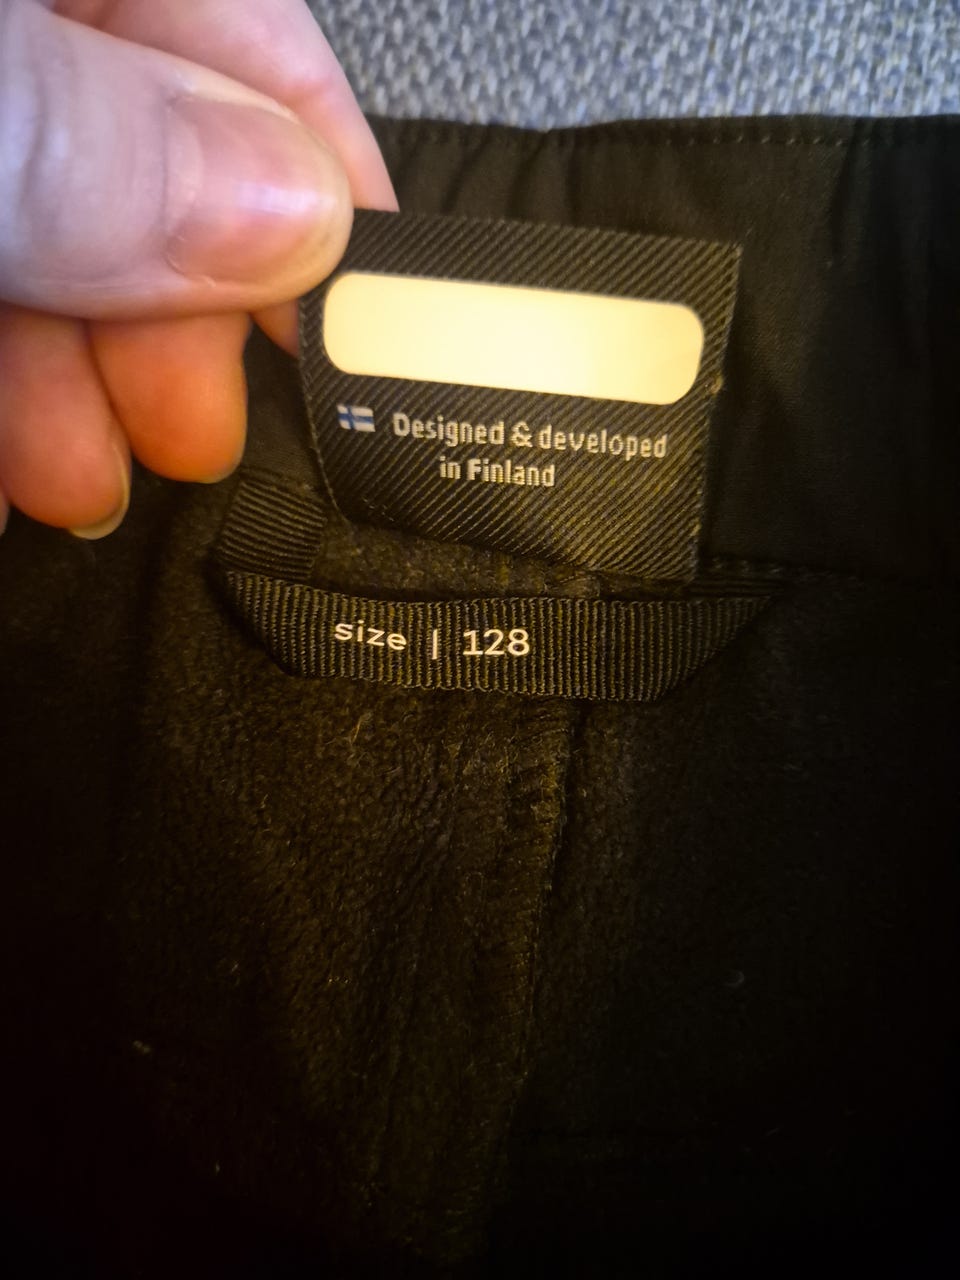 Designed & developed
in Finland
size | 128